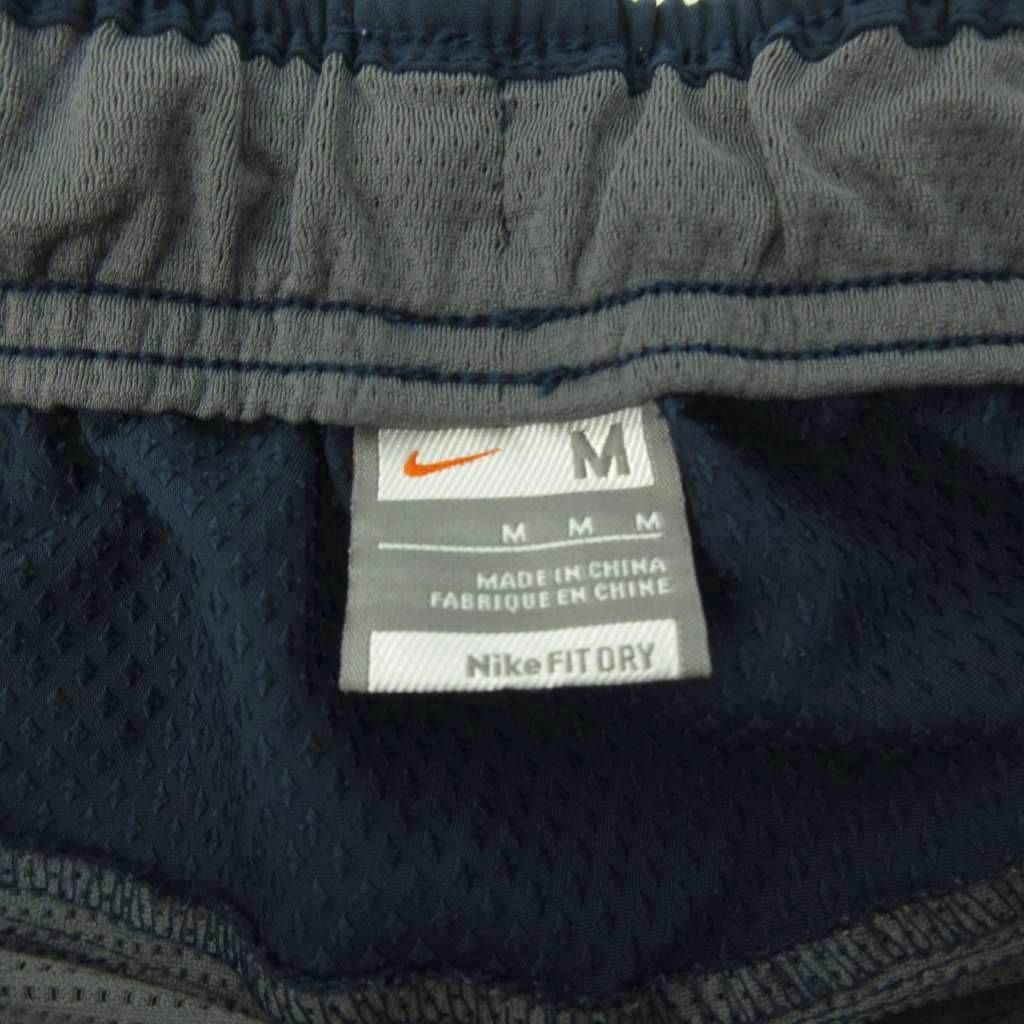 M
M M M
MADE IN CHINA
FABRIQUE EN CHINE
Nike FIT DRY